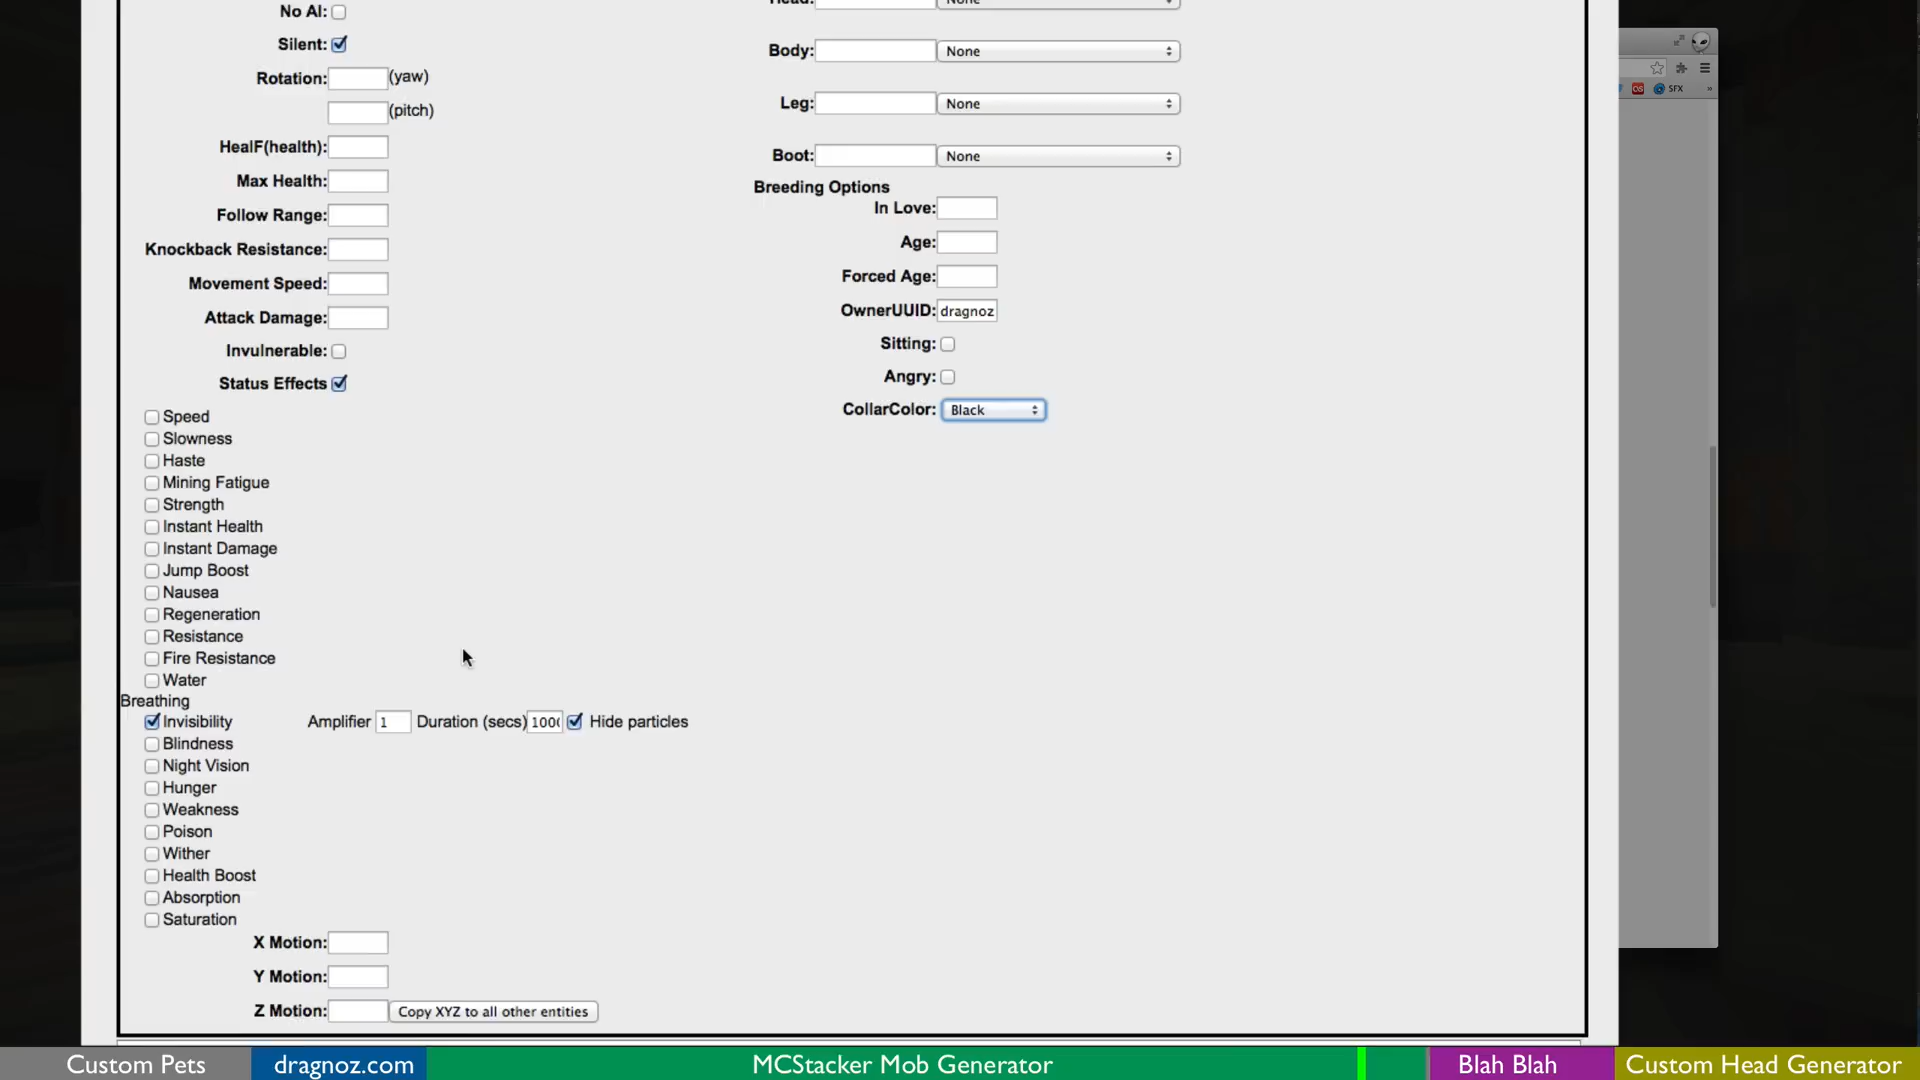 No AI:
Silent:
Rotation: (yaw)
(pitch)
HealF(health):
Max Health:
Follow Range:
Knockback Resistance:
Movement Speed:
Attack Damage:
Invulnerable:
Status Effects
Speed
Slowness
Haste
Mining Fatigue
Strength
Instant Health
Instant Damage
Jump Boost
Nausea
Regeneration
Resistance
Fire Resistance
Water
Breathing
Invisibility Amplifier 1 Duration (secs) 100 Hide particles
Blindness
Night Vision
Hunger
Weakness
Poison
Wither
Health Boost
Absorption
Saturation
X Motion:
Y Motion:
Z Motion: Copy XYZ to all other entities
Head: None
Body: None
Leg: None
Boot: None
Breeding Options
In Love:
Age:
Forced Age:
OwnerUUID: dragnoz
Sitting:
Angry:
CollarColor: Black
SFX »
Custom Pets dragnoz.com MCStacker Mob Generator Blah Blah Custom Head Generator